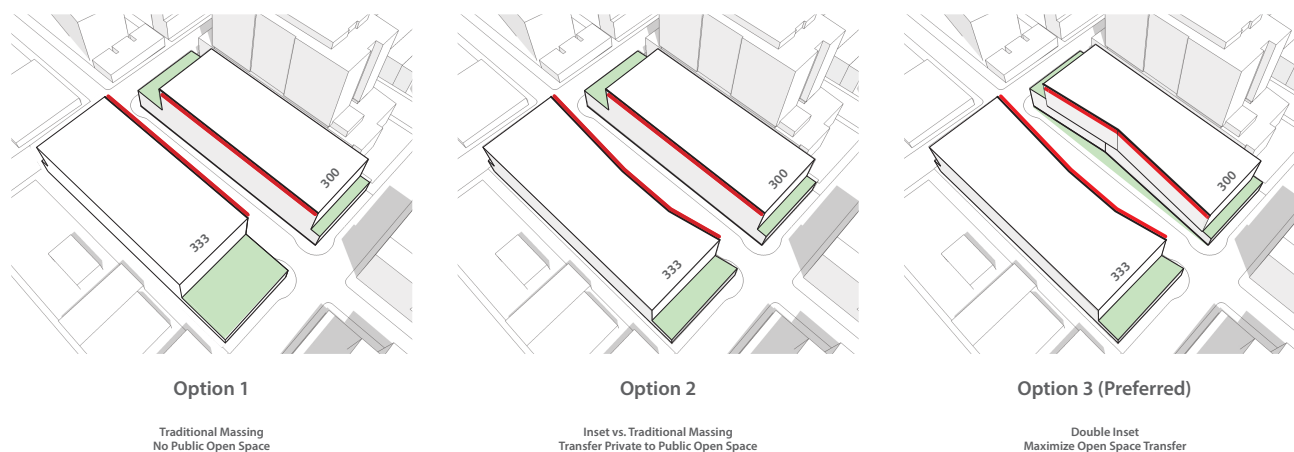 300
333
300
333
300
333
Option 1
Option 2
Option 3 (Preferred)
Traditional Massing
No Public Open Space
Inset vs. Traditional Massing
Transfer Private to Public Open Space
Double Inset
Maximize Open Space Transfer